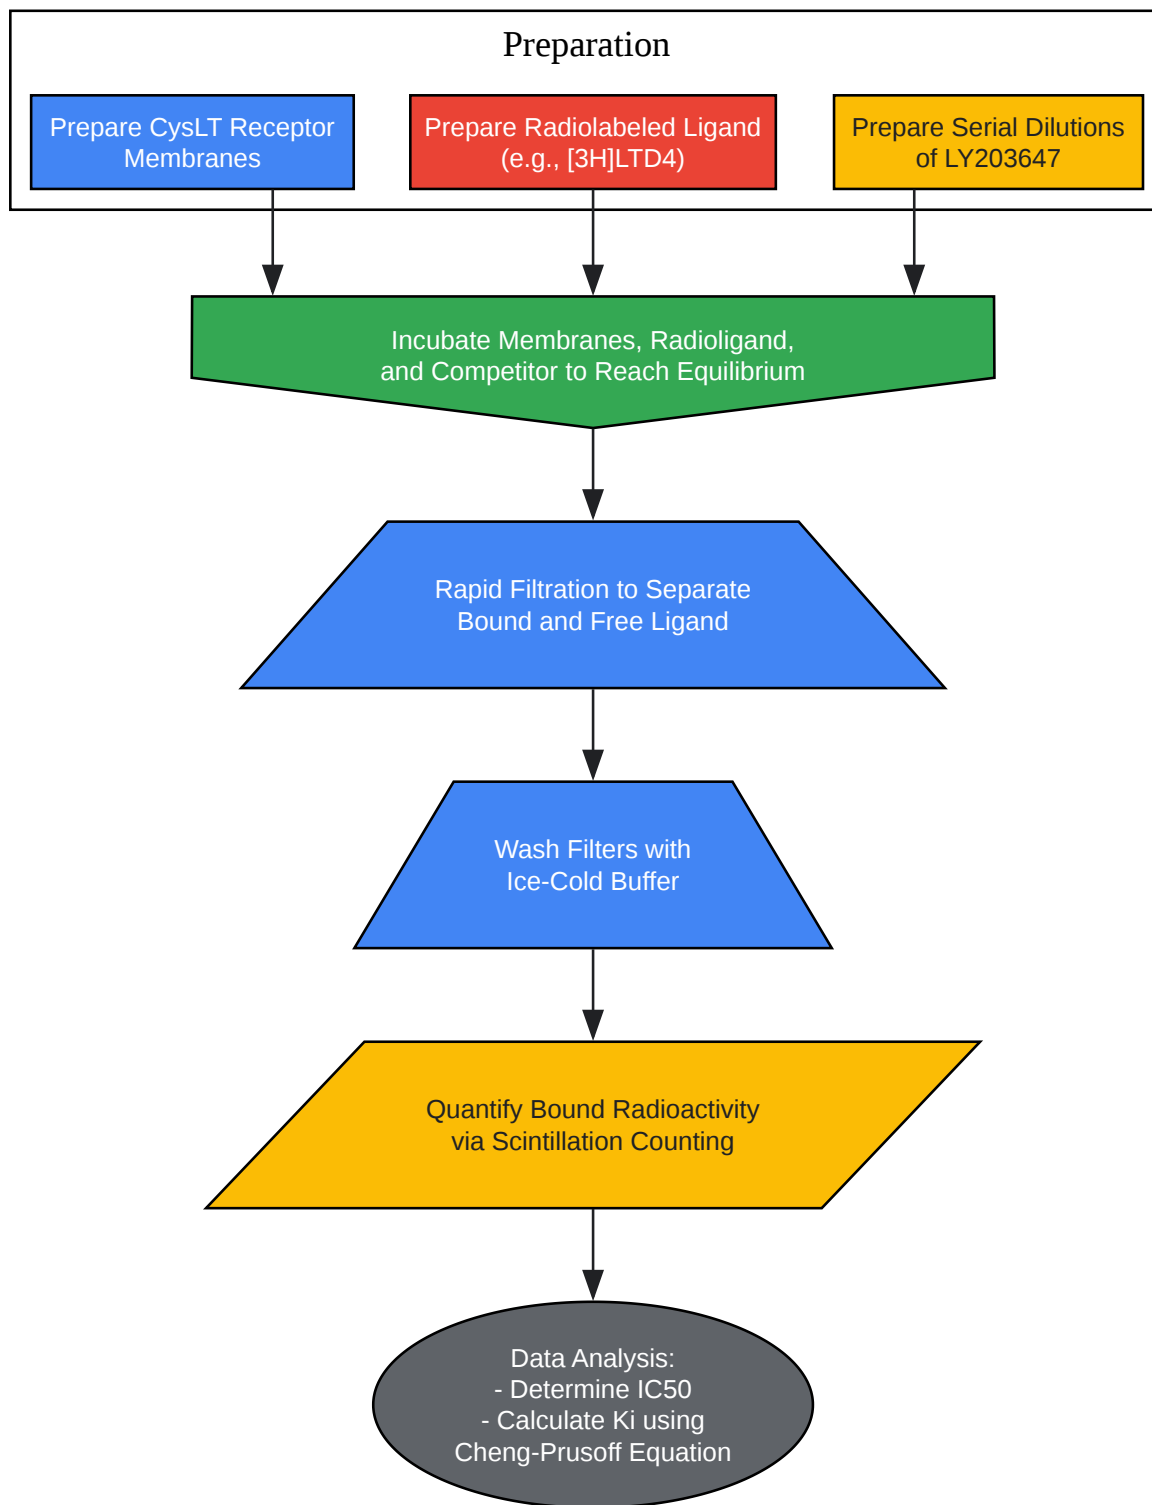 Preparation
Prepare CysLT Receptor
Membranes
Prepare Radiolabeled Ligand
(e.g., [3H]LTD4)
Prepare Serial Dilutions
of LY203647
Incubate Membranes, Radioligand,
and Competitor to Reach Equilibrium
Rapid Filtration to Separate
Bound and Free Ligand
Wash Filters with
Ice-Cold Buffer
Quantify Bound Radioactivity
via Scintillation Counting
Data Analysis:
- Determine IC50
- Calculate Ki using
Cheng-Prusoff Equation